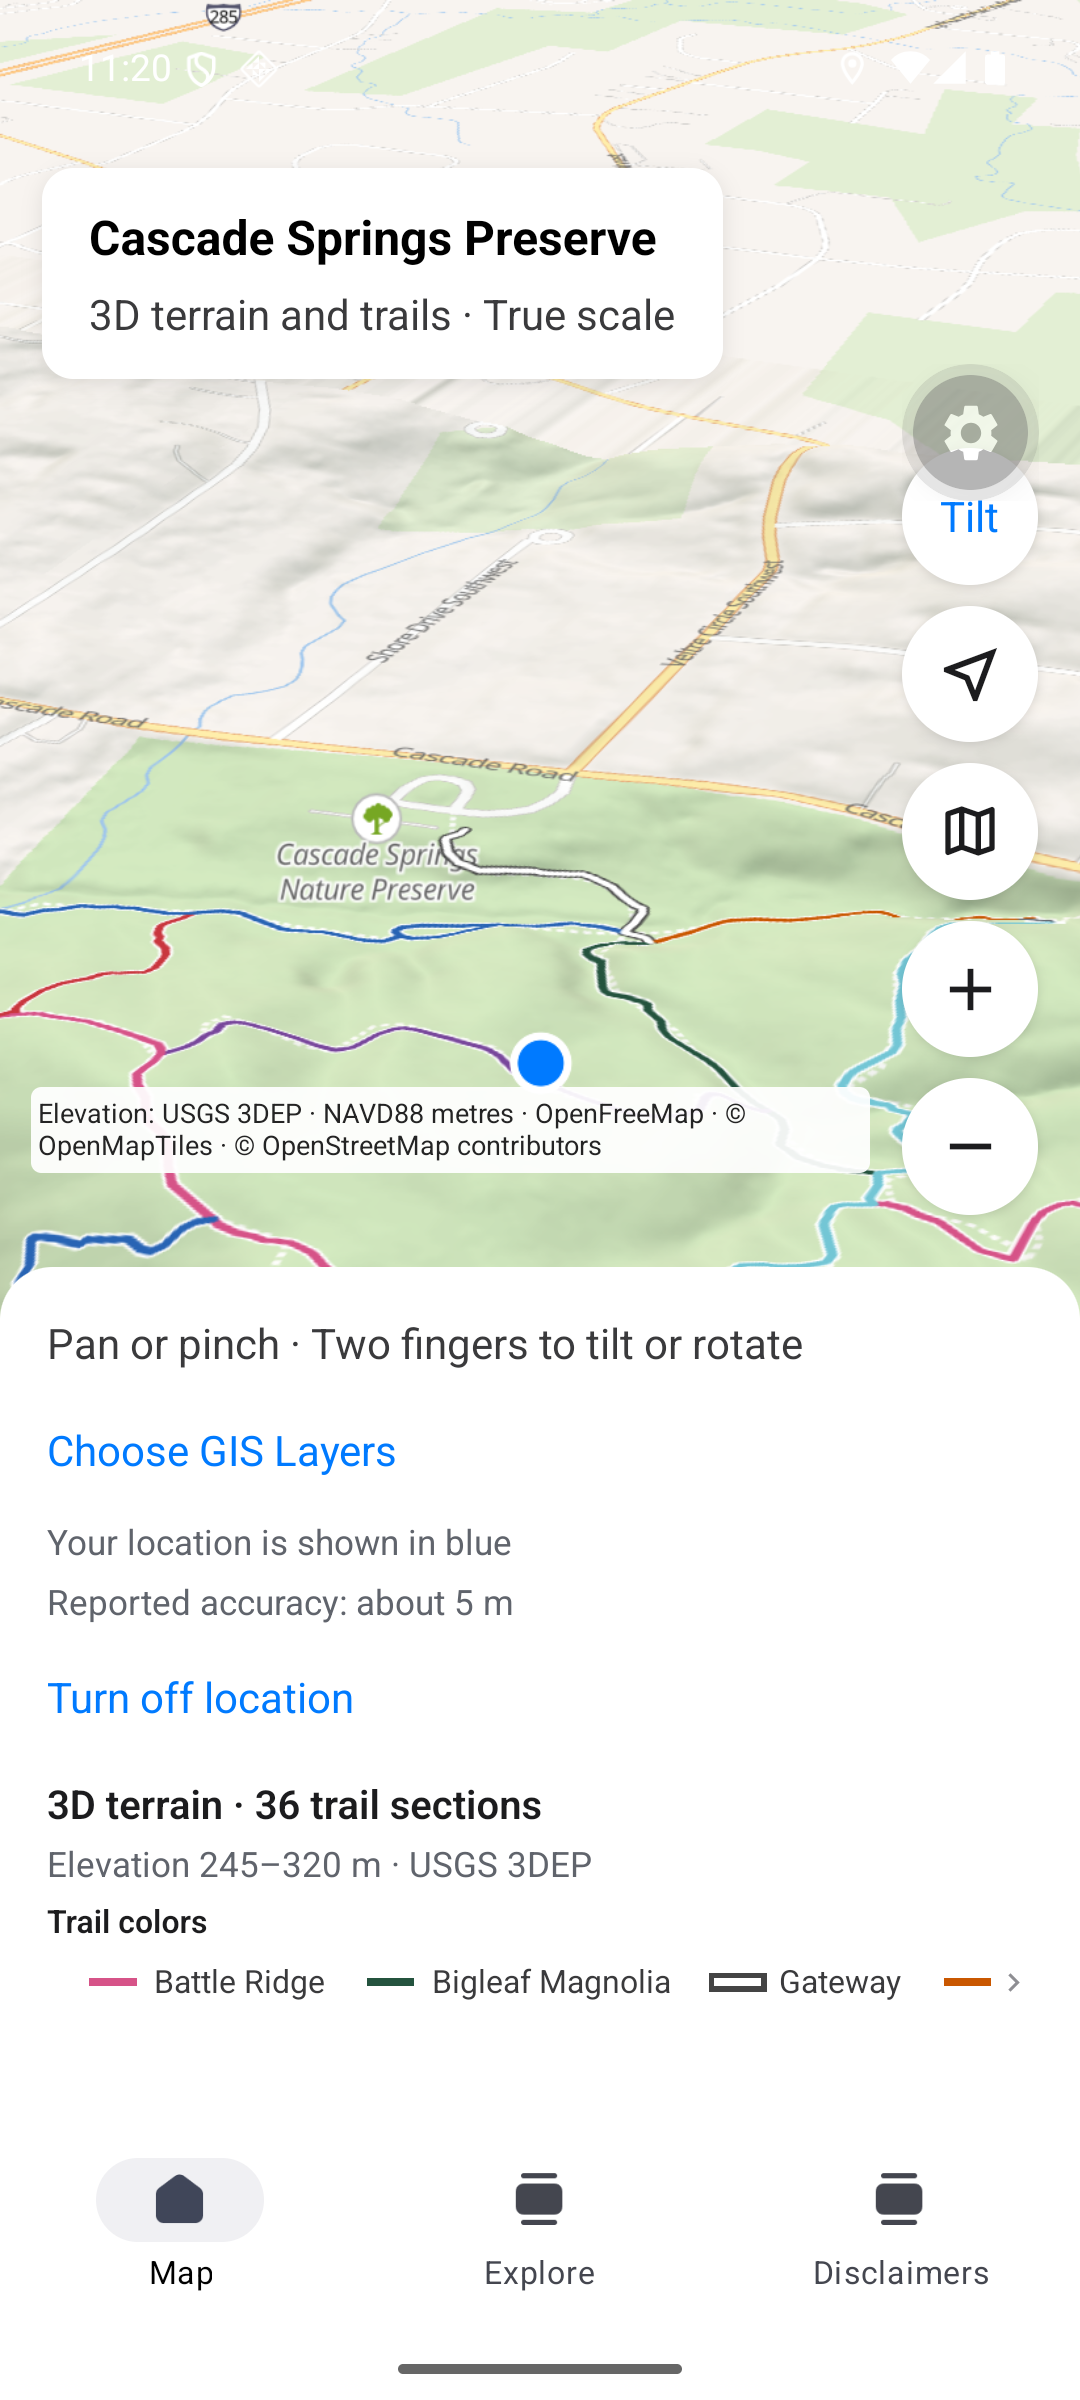 285
11:20
Cascade Springs Preserve
3D terrain and trails · True scale
Tilt
Shore Drive Southwest
Veltre Circle Southwest
Cascade Road
Cascade Road
Cascade Springs
Nature Preserve
Elevation: USGS 3DEP · NAVD88 metres · OpenFreeMap · ©
OpenMapTiles · © OpenStreetMap contributors
Pan or pinch · Two fingers to tilt or rotate
Choose GIS Layers
Your location is shown in blue
Reported accuracy: about 5 m
Turn off location
3D terrain · 36 trail sections
Elevation 245–320 m · USGS 3DEP
Trail colors
Battle Ridge
Bigleaf Magnolia
Gateway
Map
Explore
Disclaimers